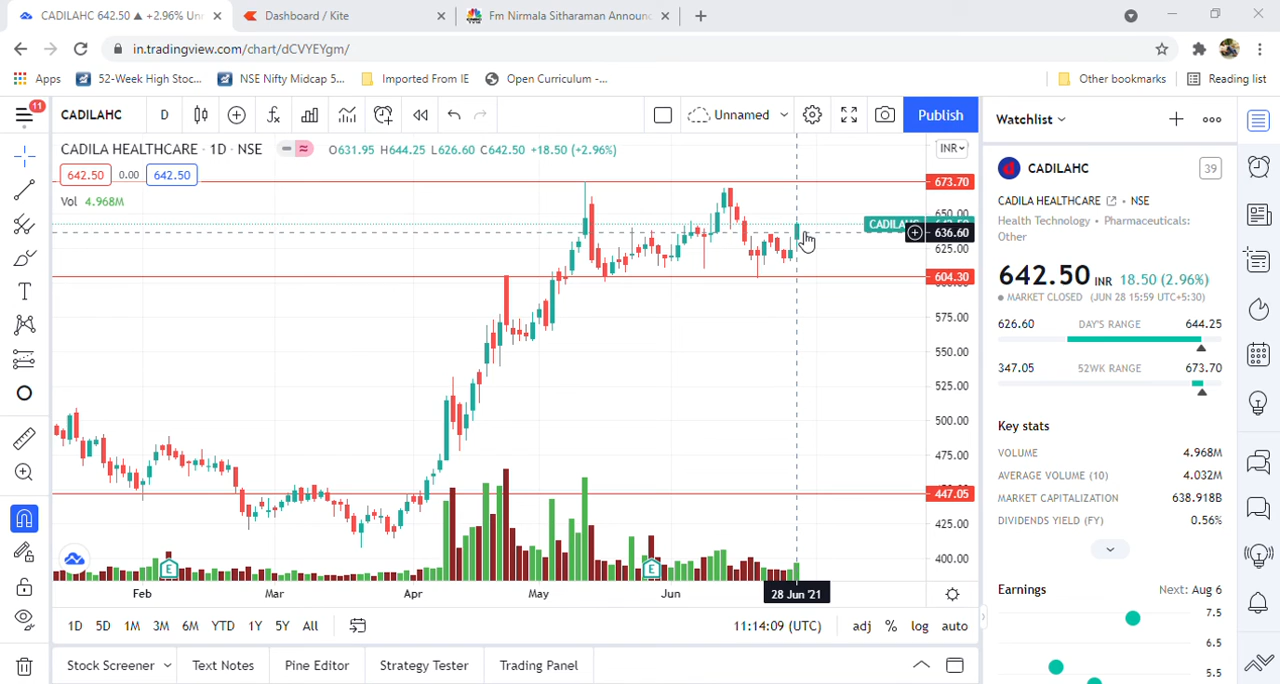 CADILAHC 642.50 ▲ +2.96% Un
Dashboard / Kite
Fm Nirmala Sitharaman Announc
in.tradingview.com/chart/dCVYEYgm/
Apps
52-Week High Stoc...
NSE Nifty Midcap 5...
Imported From IE
Open Curriculum -...
Other bookmarks
Reading list
11
CADILAHC
D
Unnamed
Publish
Watchlist
CADILA HEALTHCARE · 1D · NSE
O631.95 H644.25 L626.60 C642.50 +18.50 (+2.96%)
INR
642.50 0.00 642.50
Vol 4.968M
673.70
650.00
636.60
625.00
604.30
575.00
550.00
525.00
500.00
475.00
447.05
425.00
400.00
E
E
Feb Mar Apr May Jun 28 Jun '21
1D 5D 1M 3M 6M YTD 1Y 5Y All
11:14:09 (UTC) adj % log auto
Stock Screener Text Notes Pine Editor Strategy Tester Trading Panel
CADILAHC
39
CADILA HEALTHCARE • NSE
Health Technology • Pharmaceuticals:
Other
642.50 INR 18.50 (2.96%)
MARKET CLOSED (JUN 28 15:59 UTC+5:30)
626.60 DAY'S RANGE 644.25
347.05 52WK RANGE 673.70
Key stats
VOLUME 4.968M
AVERAGE VOLUME (10) 4.032M
MARKET CAPITALIZATION 638.918B
DIVIDENDS YIELD (FY) 0.56%
Earnings Next: Aug 6
7.5
6.5
5.5